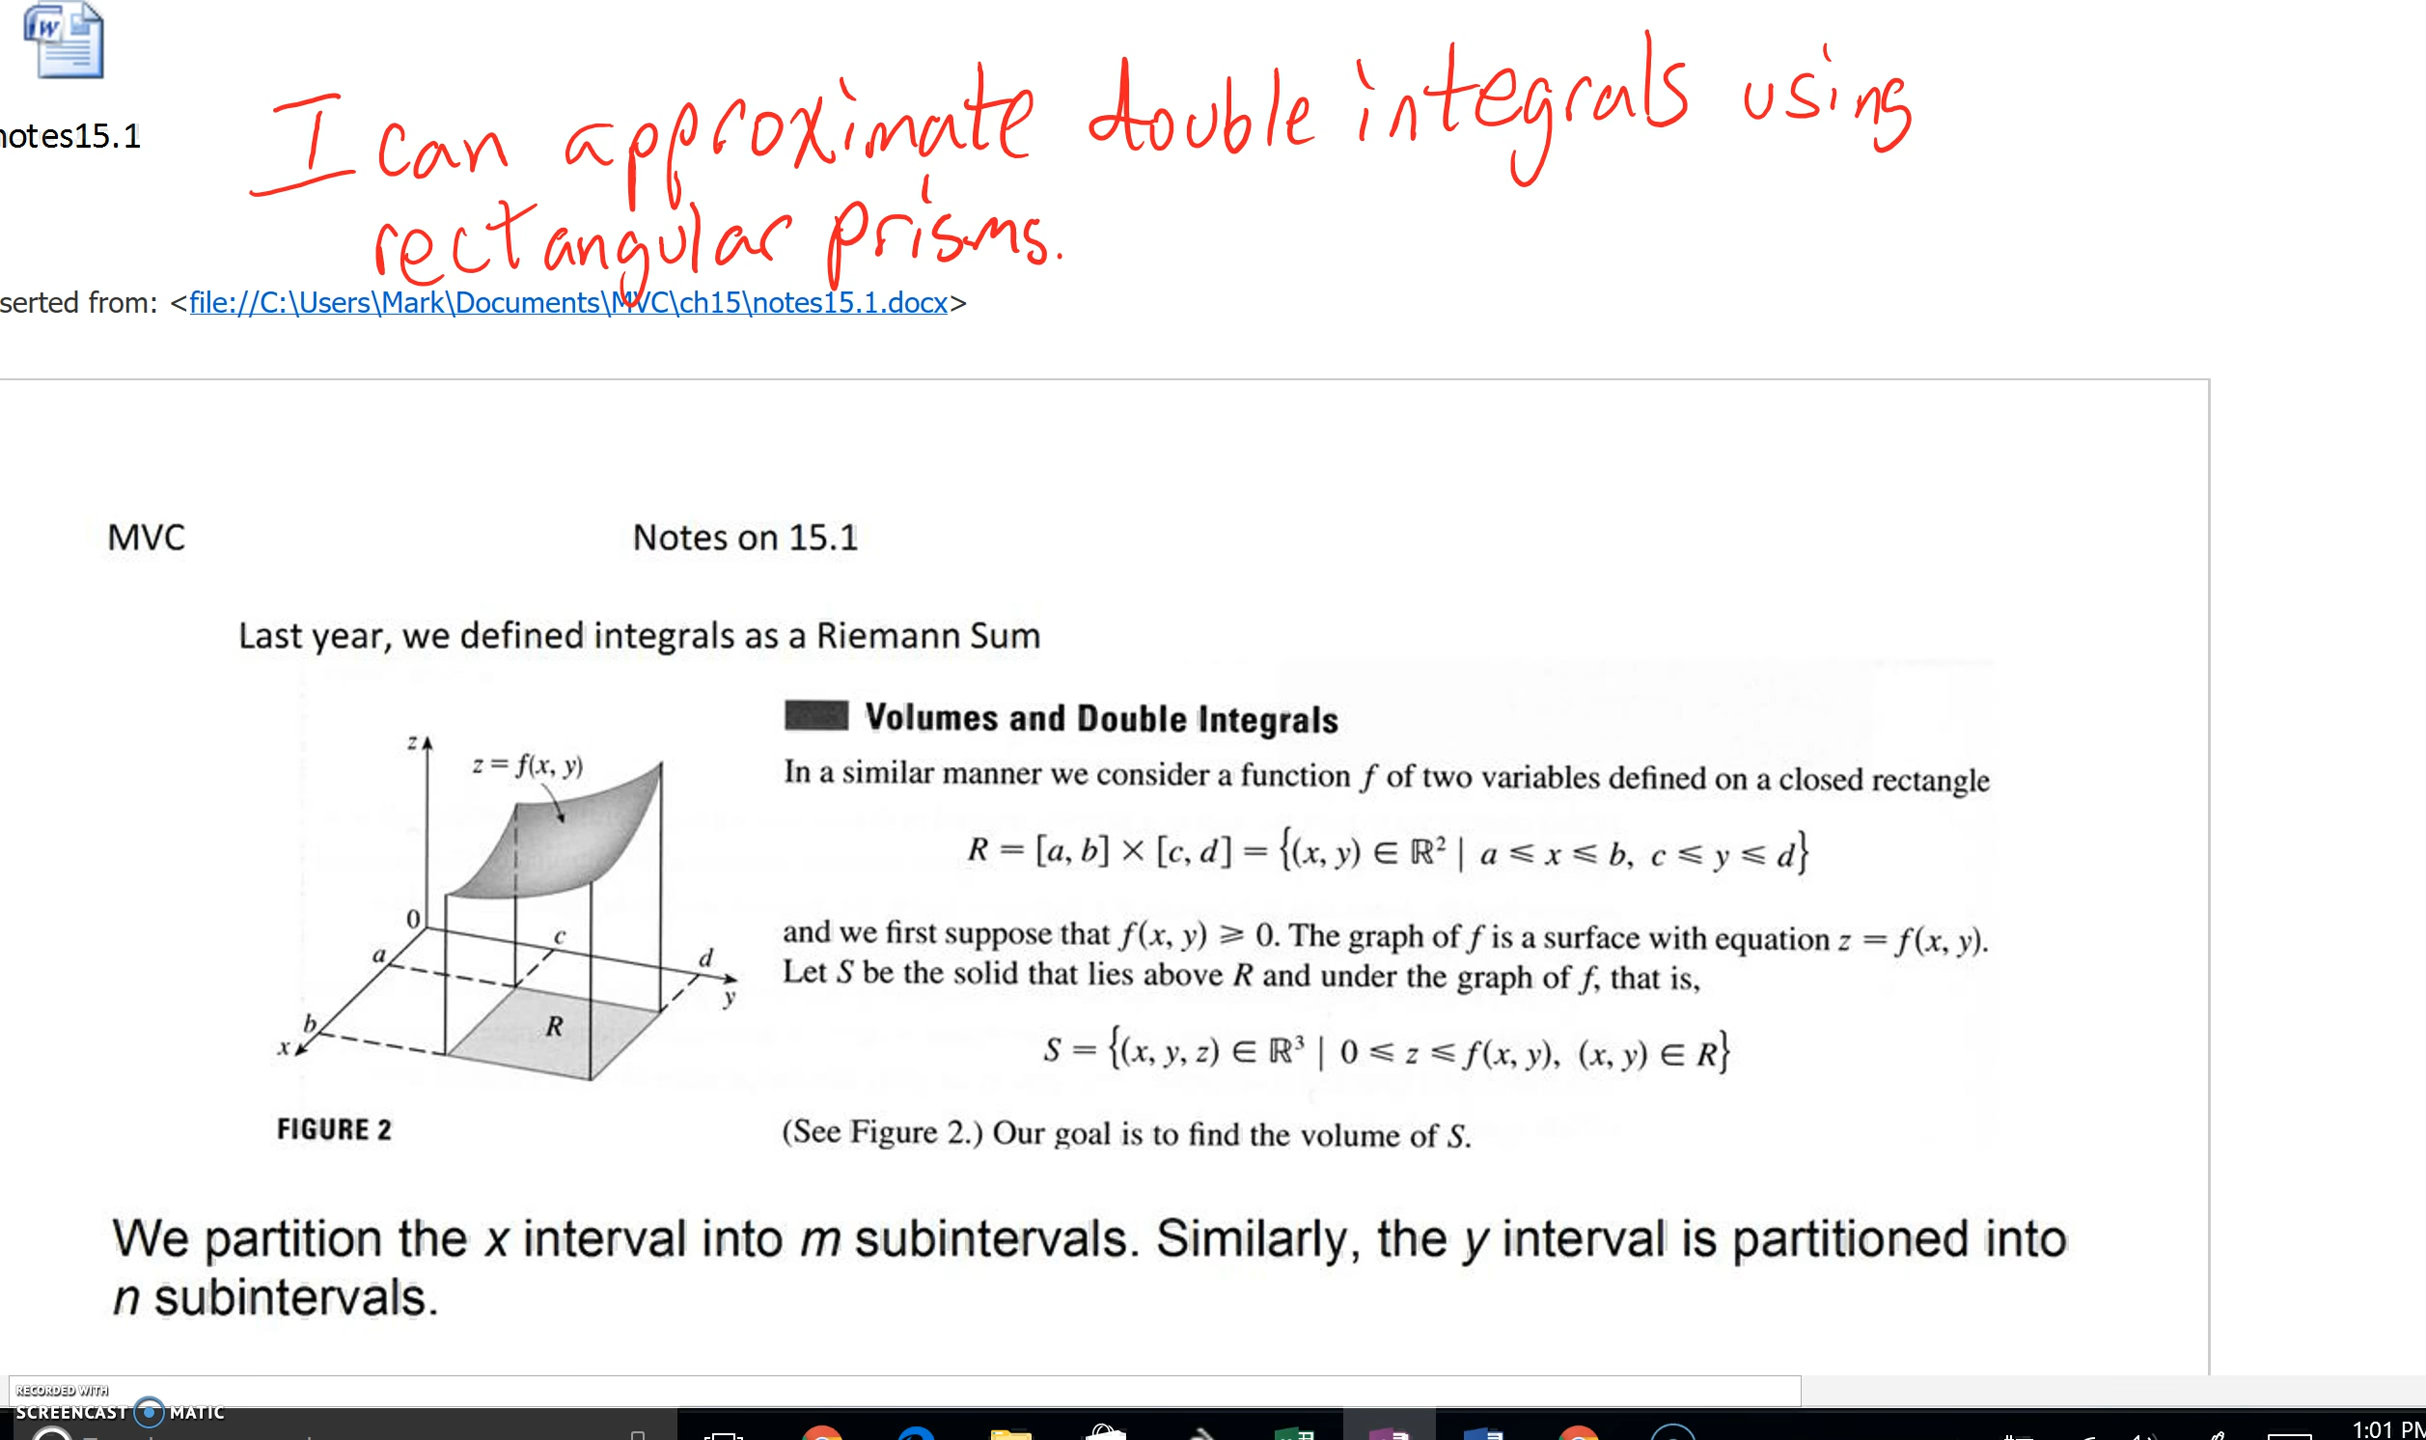 I can approximate double integrals using
rectangular prisms.
notes15.1
serted from: <file://C:\Users\Mark\Documents\MVC\ch15\notes15.1.docx>
MVC Notes on 15.1
Last year, we defined integrals as a Riemann Sum
z
z = f(x, y)
0
a
b
x
c
d
y
R
FIGURE 2
Volumes and Double Integrals
In a similar manner we consider a function f of two variables defined on a closed rectangle
R = [a, b] × [c, d] = {(x, y) ∈ ℝ² | a ⩽ x ⩽ b, c ⩽ y ⩽ d}
and we first suppose that f(x, y) ⩾ 0. The graph of f is a surface with equation z = f(x, y).
Let S be the solid that lies above R and under the graph of f, that is,
S = {(x, y, z) ∈ ℝ³ | 0 ⩽ z ⩽ f(x, y), (x, y) ∈ R}
(See Figure 2.) Our goal is to find the volume of S.
We partition the x interval into m subintervals. Similarly, the y interval is partitioned into
n subintervals.
RECORDED WITH
SCREENCAST MATIC
1:01 PM